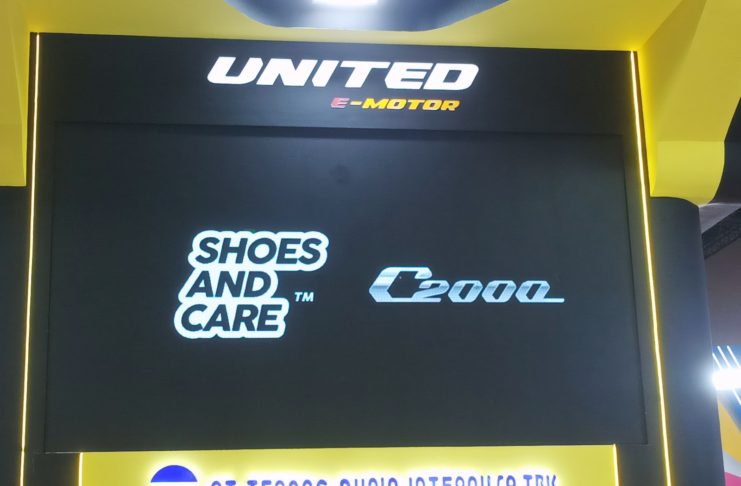 UNITED
E-MOTOR
SHOES
AND
CARE
TM
C2000